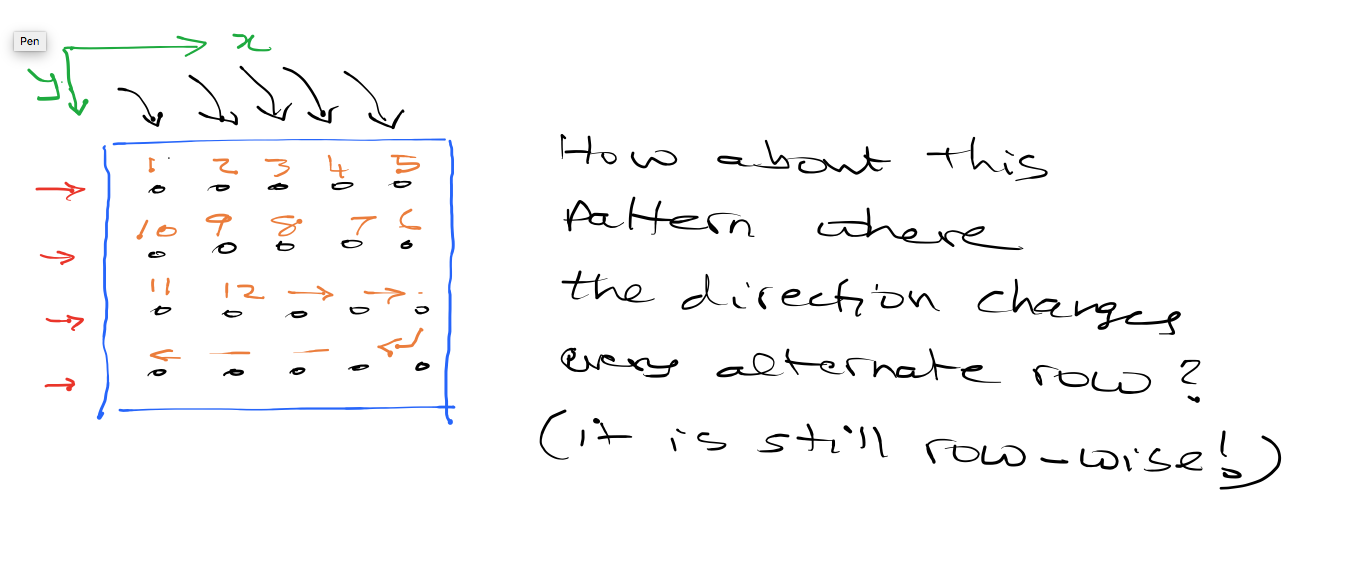 Pen
x
y
1 2 3 4 5
10 9 8 7 6
11 12
How about this
pattern where
the direction changes
every alternate row?
(it is still row-wise!)